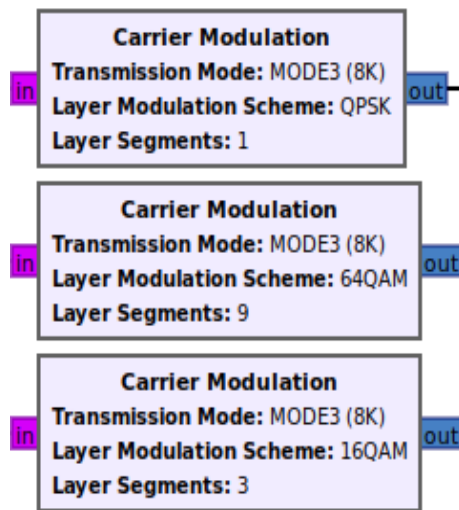 Carrier Modulation
Transmission Mode: MODE3 (8K)
in
out
Layer Modulation Scheme: QPSK
Layer Segments: 1
Carrier Modulation
Transmission Mode: MODE3 (8K)
in
out
Layer Modulation Scheme: 64QAM
Layer Segments: 9
Carrier Modulation
Transmission Mode: MODE3 (8K)
in
out
Layer Modulation Scheme: 16QAM
Layer Segments: 3